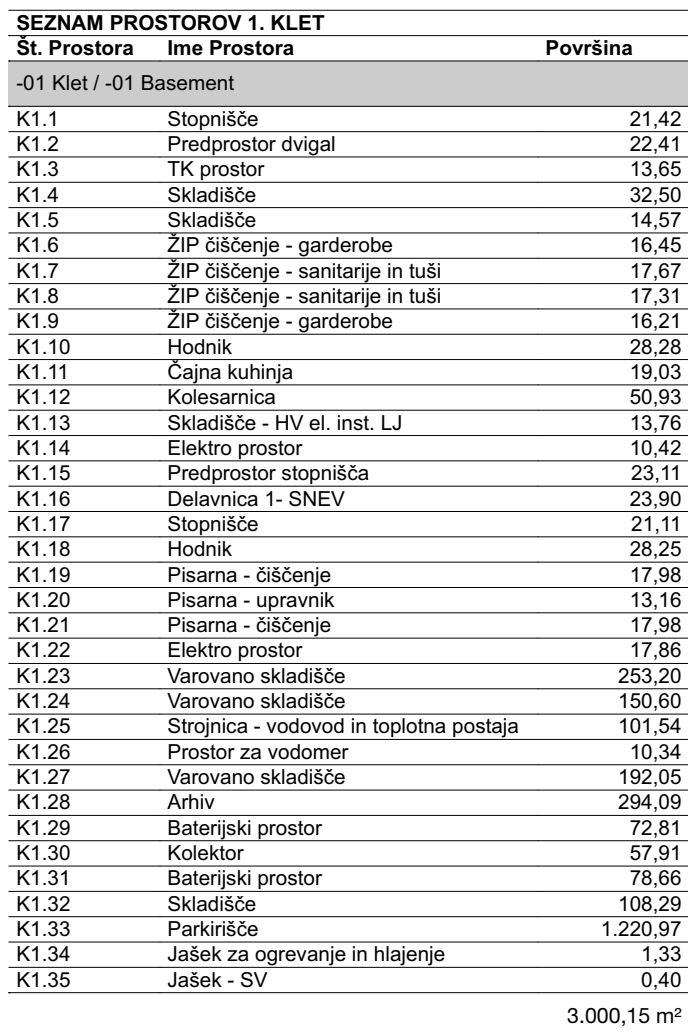 SEZNAM PROSTOROV 1. KLET
Št. Prostora Ime Prostora Površina
-01 Klet / -01 Basement
K1.1 Stopnišče 21,42
K1.2 Predprostor dvigal 22,41
K1.3 TK prostor 13,65
K1.4 Skladišče 32,50
K1.5 Skladišče 14,57
K1.6 ŽIP čiščenje - garderobe 16,45
K1.7 ŽIP čiščenje - sanitarije in tuši 17,67
K1.8 ŽIP čiščenje - sanitarije in tuši 17,31
K1.9 ŽIP čiščenje - garderobe 16,21
K1.10 Hodnik 28,28
K1.11 Čajna kuhinja 19,03
K1.12 Kolesarnica 50,93
K1.13 Skladišče - HV el. inst. LJ 13,76
K1.14 Elektro prostor 10,42
K1.15 Predprostor stopnišča 23,11
K1.16 Delavnica 1- SNEV 23,90
K1.17 Stopnišče 21,11
K1.18 Hodnik 28,25
K1.19 Pisarna - čiščenje 17,98
K1.20 Pisarna - upravnik 13,16
K1.21 Pisarna - čiščenje 17,98
K1.22 Elektro prostor 17,86
K1.23 Varovano skladišče 253,20
K1.24 Varovano skladišče 150,60
K1.25 Strojnica - vodovod in toplotna postaja 101,54
K1.26 Prostor za vodomer 10,34
K1.27 Varovano skladišče 192,05
K1.28 Arhiv 294,09
K1.29 Baterijski prostor 72,81
K1.30 Kolektor 57,91
K1.31 Baterijski prostor 78,66
K1.32 Skladišče 108,29
K1.33 Parkirišče 1.220,97
K1.34 Jašek za ogrevanje in hlajenje 1,33
K1.35 Jašek - SV 0,40
3.000,15 m²